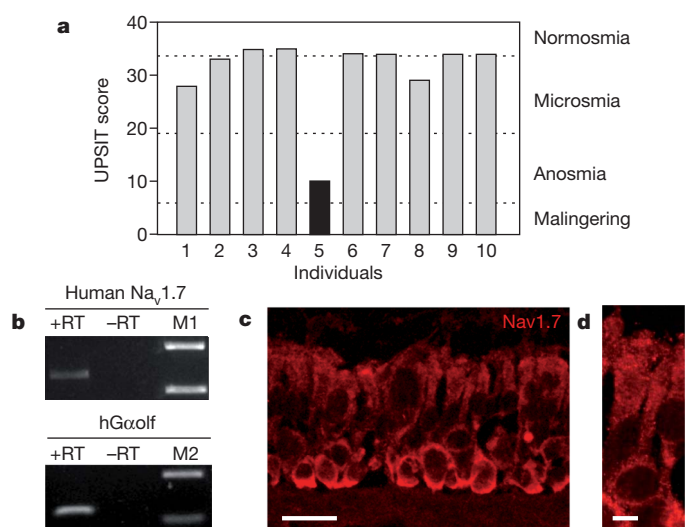 a
40
30
20
10
0
UPSIT score
Normosmia
Microsmia
Anosmia
Malingering
1 2 3 4 5 6 7 8 9 10
Individuals
b
Human Nav1.7
+RT –RT M1
hGαolf
+RT –RT M2
c
Nav1.7
d